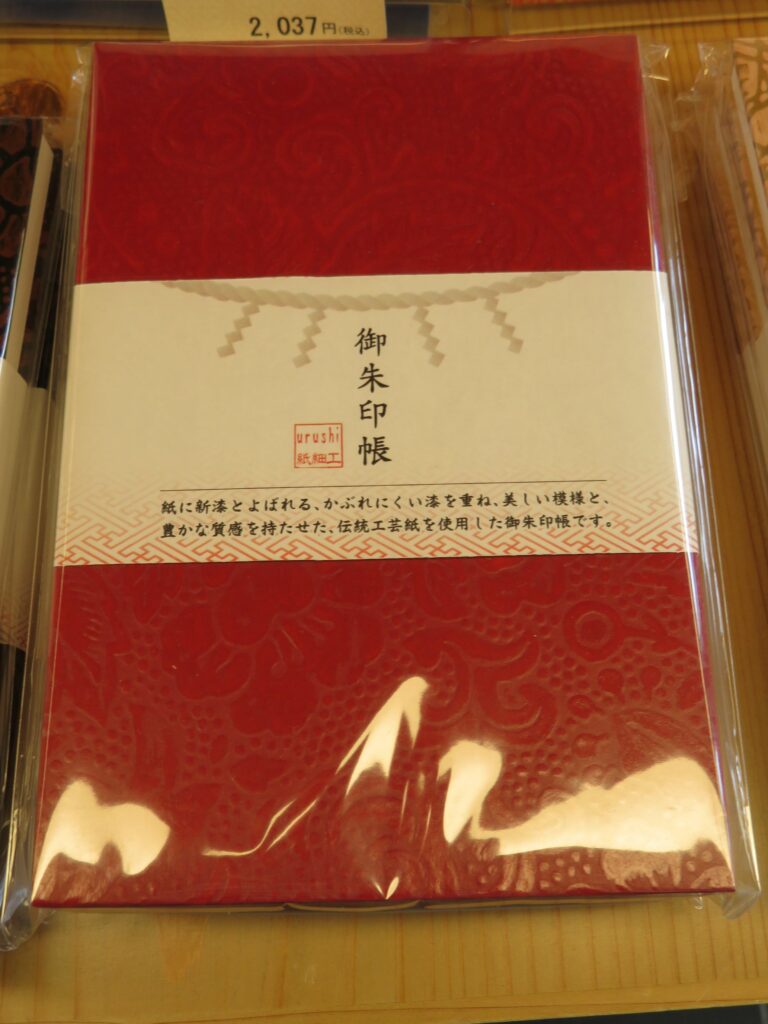 2,037円(税込)
御朱印帳
urushi
紙細工
紙に新漆とよばれる、かぶれにくい漆を重ね、美しい模様と、
豊かな質感を持たせた、伝統工芸紙を使用した御朱印帳です。